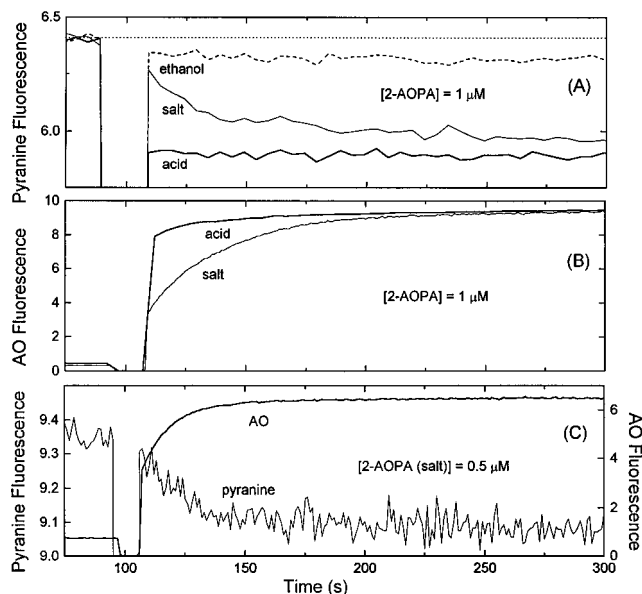 6.5
6.0
Pyranine Fluorescence
ethanol
salt
acid
[2-AOPA] = 1 μM
(A)
10
8
6
4
2
0
AO Fluorescence
acid
salt
[2-AOPA] = 1 μM
(B)
9.4
9.3
9.2
9.1
9.0
Pyranine Fluorescence
AO
pyranine
[2-AOPA (salt)] = 0.5 μM
(C)
6
4
2
0
AO Fluorescence
100 150 200 250 300
Time (s)